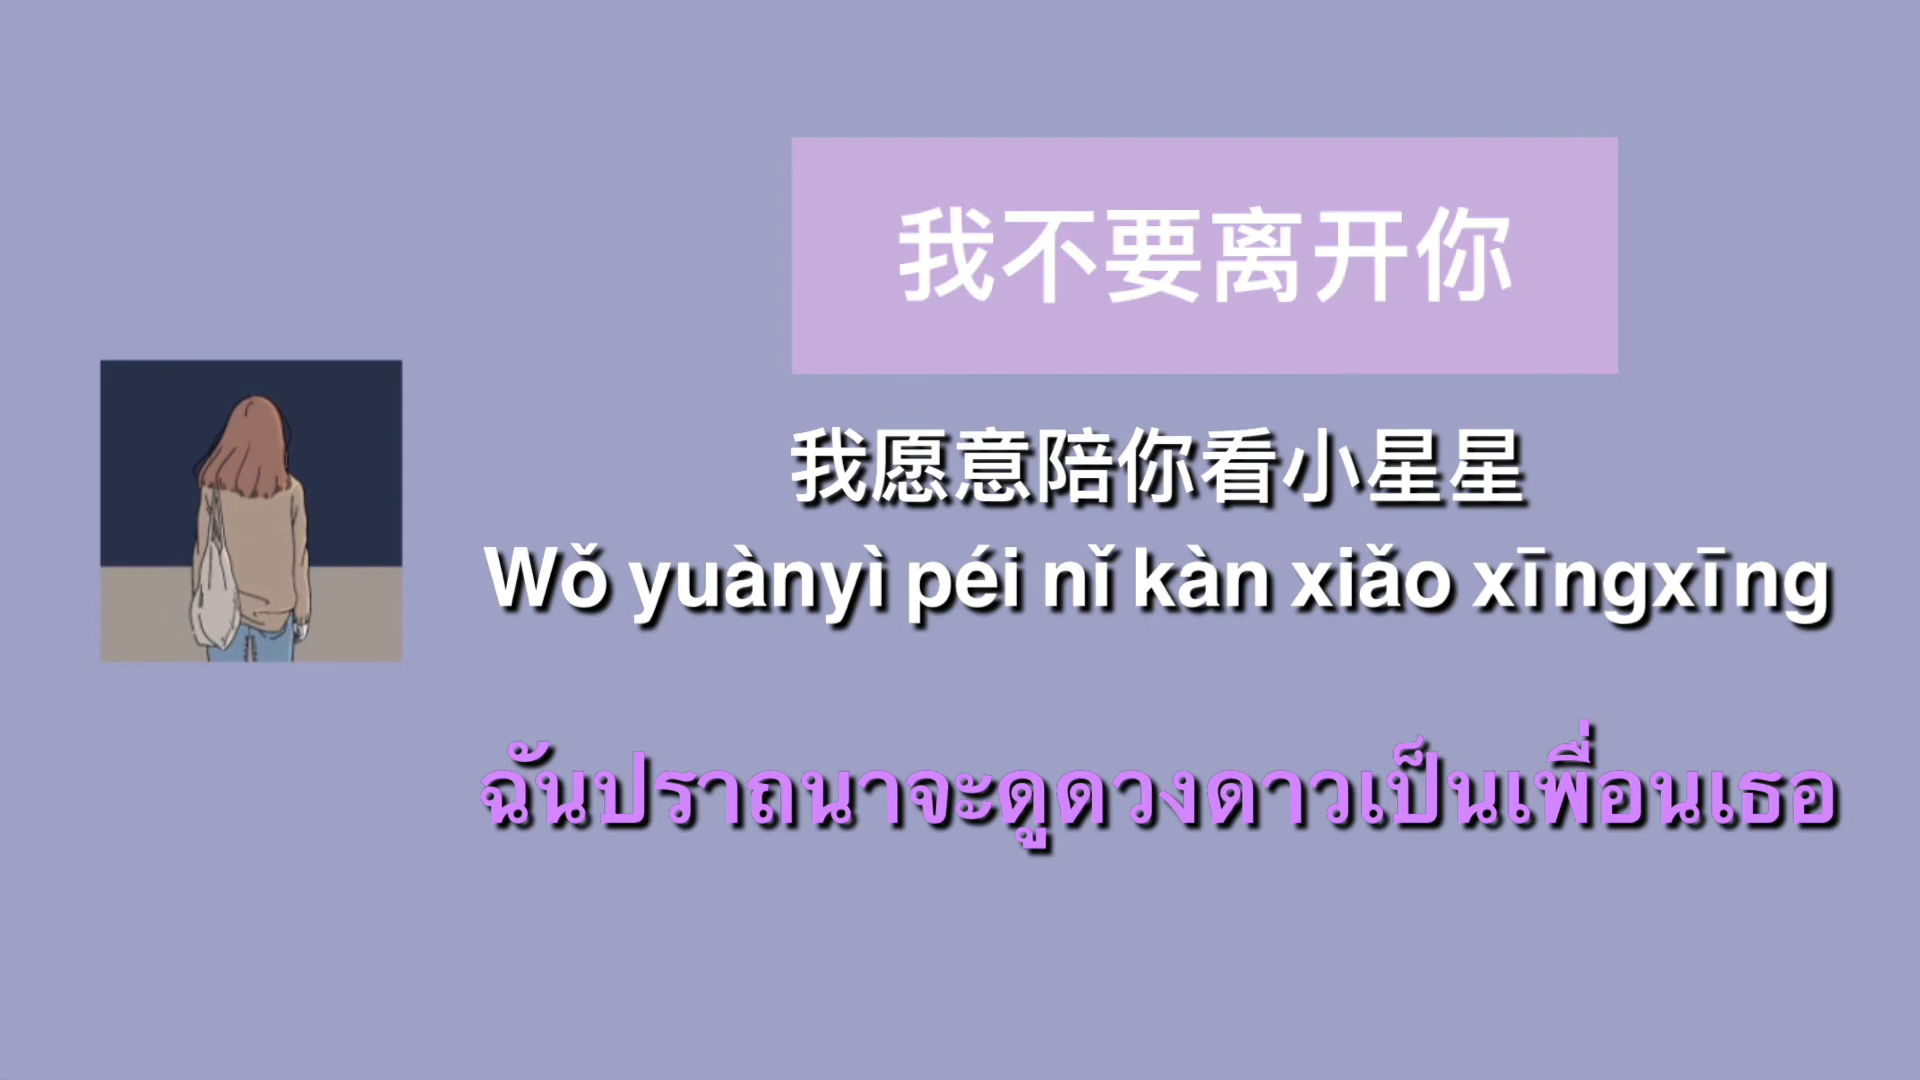 我不要离开你
我愿意陪你看小星星
Wǒ yuànyì péi nǐ kàn xiǎo xīngxīng
ฉันปราถนาจะดูดวงดาวเป็นเพื่อนเธอ